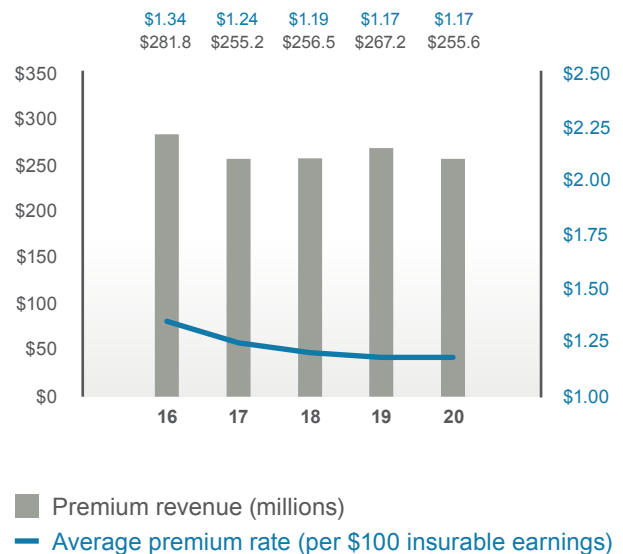 $1.34 $1.24 $1.19 $1.17 $1.17
$281.8 $255.2 $256.5 $267.2 $255.6
$350 $2.50
$300 $2.25
$250 $2.00
$200 $1.75
$150 $1.50
$100 $1.25
$50 $1.00
$0
16 17 18 19 20
Premium revenue (millions)
Average premium rate (per $100 insurable earnings)